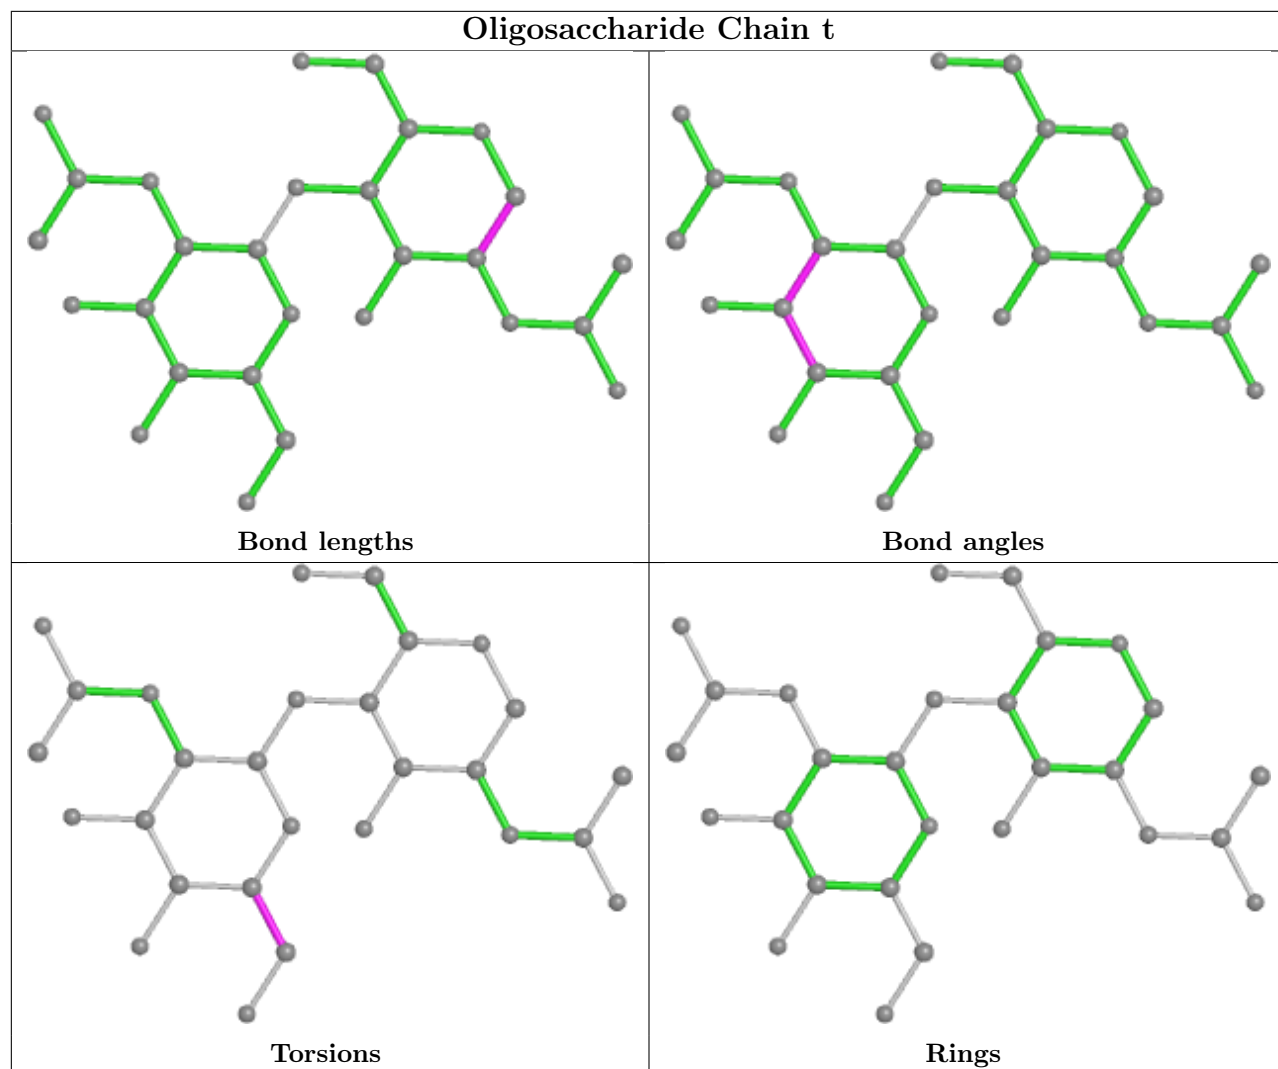 Oligosaccharide Chain t
Bond lengths
Bond angles
Torsions
Rings